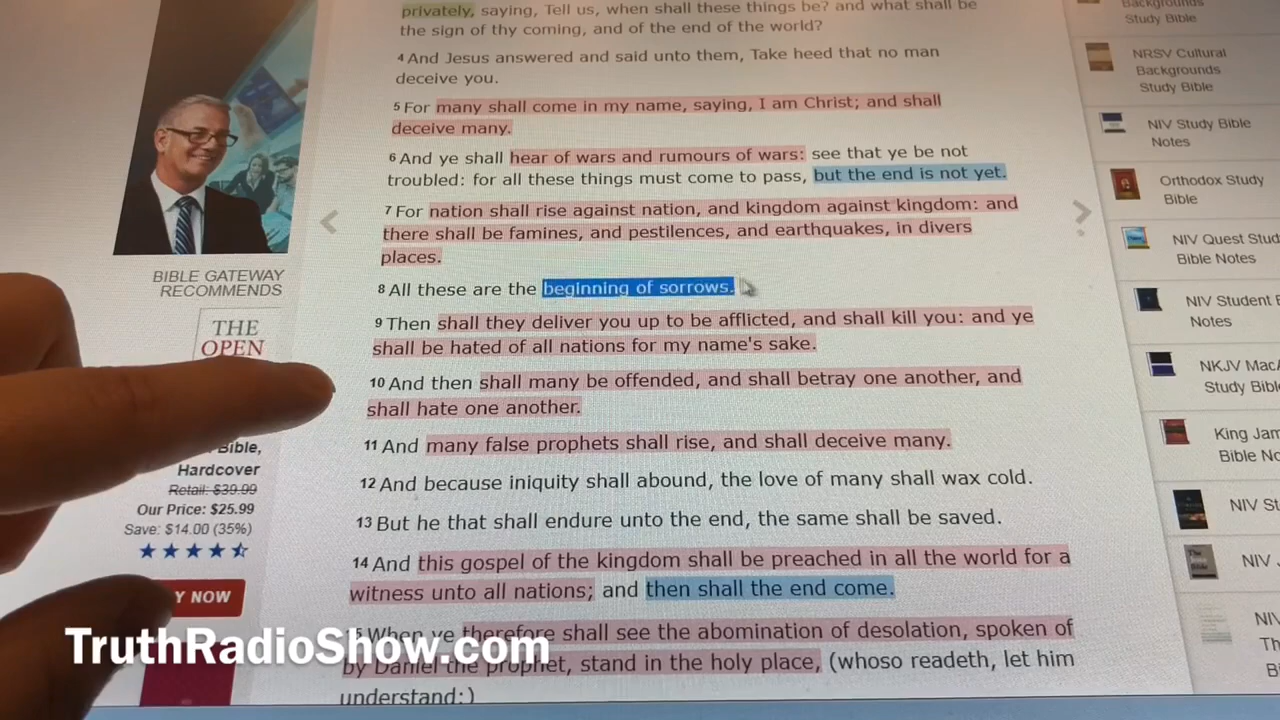 privately, saying, Tell us, when shall these things be? and what shall be
the sign of thy coming, and of the end of the world?
4 And Jesus answered and said unto them, Take heed that no man
deceive you.
5 For many shall come in my name, saying, I am Christ; and shall
deceive many.
6 And ye shall hear of wars and rumours of wars: see that ye be not
troubled: for all these things must come to pass, but the end is not yet.
7 For nation shall rise against nation, and kingdom against kingdom: and
there shall be famines, and pestilences, and earthquakes, in divers
places.
8 All these are the beginning of sorrows.
9 Then shall they deliver you up to be afflicted, and shall kill you: and ye
shall be hated of all nations for my name's sake.
10 And then shall many be offended, and shall betray one another, and
shall hate one another.
11 And many false prophets shall rise, and shall deceive many.
12 And because iniquity shall abound, the love of many shall wax cold.
13 But he that shall endure unto the end, the same shall be saved.
14 And this gospel of the kingdom shall be preached in all the world for a
witness unto all nations; and then shall the end come.
When ye therefore shall see the abomination of desolation, spoken of
by Daniel the prophet, stand in the holy place, (whoso readeth, let him
understand:)
BIBLE GATEWAY
RECOMMENDS
THE
OPEN
Bible,
Hardcover
Retail: $39.99
Our Price: $25.99
Save: $14.00 (35%)
NOW
TruthRadioShow.com
Backgrounds
Study Bible
NRSV Cultural
Backgrounds
Study Bible
NIV Study Bible
Notes
Orthodox Study
Bible
NIV Quest Stud
Bible Notes
NIV Student
Notes
NKJV MacA
Study Bibl
King Jam
Bible No
NIV St
NIV
NIV
Th
B